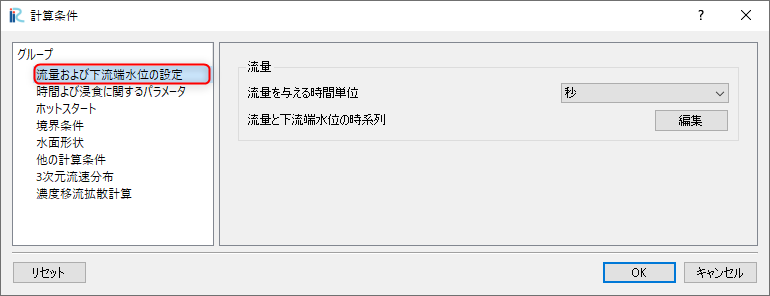 計算条件
グループ
流量および下流端水位の設定
時間及び浸食に関するパラメータ
ホットスタート
境界条件
水面形状
他の計算条件
3次元流速分布
濃度移流拡散計算
流量
流量を与える時間単位
秒
流量と下流端水位の時系列
編集
リセット
OK
キャンセル